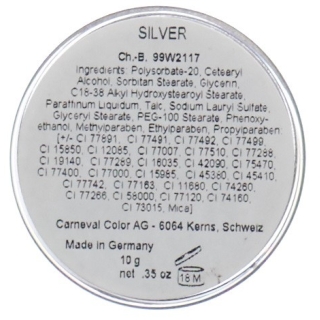 SILVER
Ch.-B. 99W2117
Ingredients: Polysorbate-20, Cetearyl
Alcohol, Sorbitan Stearate, Glycerin,
C18-38 Alkyl Hydroxystearoyl Stearate,
Paraffinum Liquidum, Talc, Sodium Lauryl Sulfate,
Glyceryl Stearate, PEG-100 Stearate, Phenoxy-
ethanol, Methylparaben, Ethylparaben, Propylparaben
[+/- CI 77891, CI 77491, CI 77492, CI 77499,
CI 15850, CI 12085, CI 77007, CI 77510, CI 77288,
CI 19140, CI 77289, CI 16035, CI 42090, CI 75470,
CI 77400, CI 77000, CI 15985, CI 45380, CI 45410,
CI 77742, CI 77163, CI 11680, CI 74260,
CI 77266, CI 58000, CI 77120, CI 74160,
CI 73015, Mica]
Carneval Color AG - 6064 Kerns, Schweiz
Made in Germany
10 g
net .35 oz
18 M